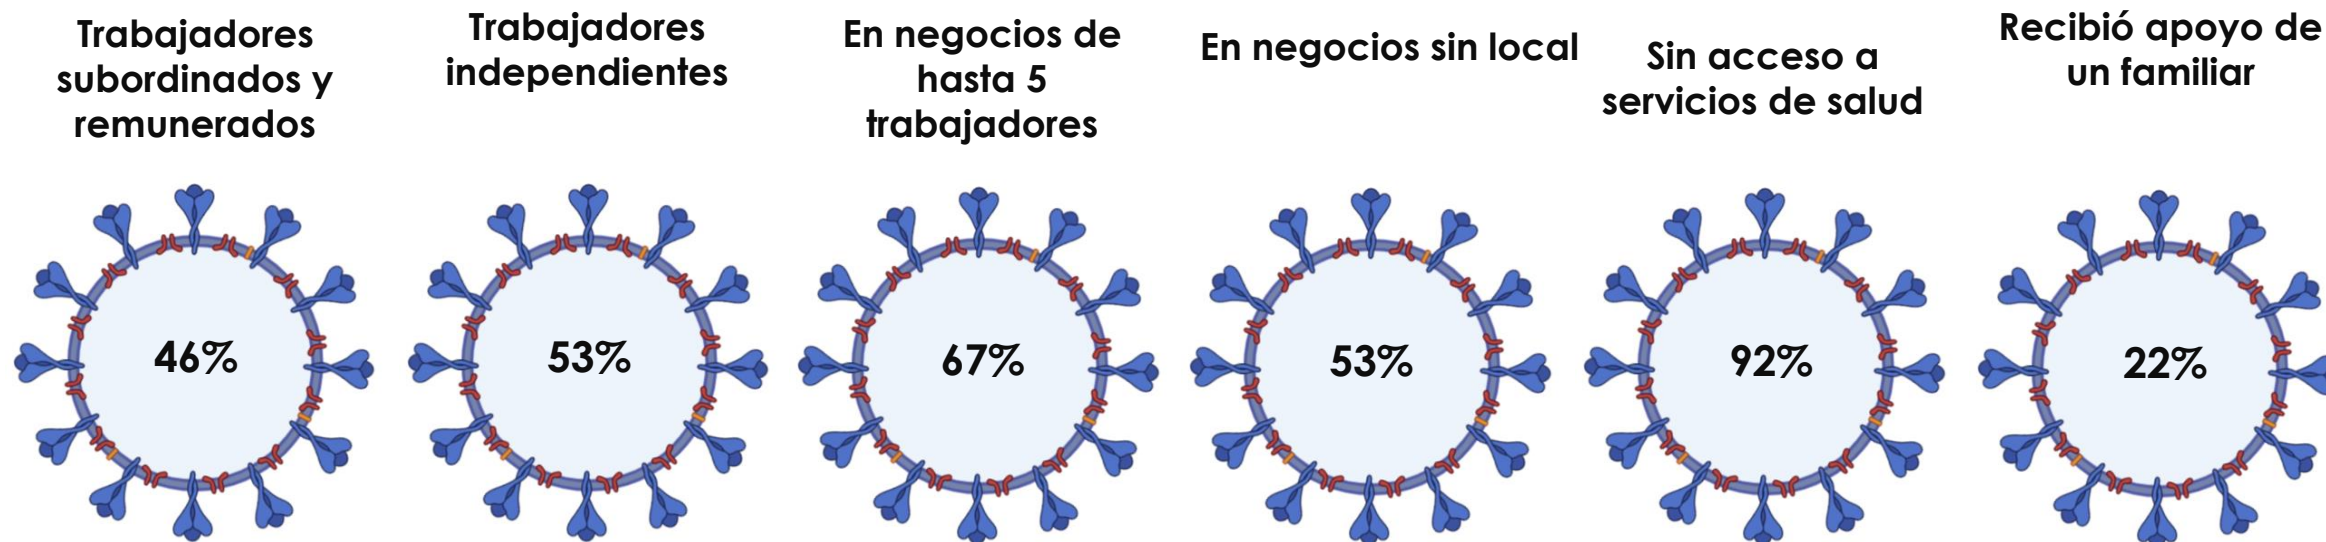 Trabajadores
subordinados y
remunerados
46%
Trabajadores
independientes
53%
En negocios de
hasta 5
trabajadores
67%
En negocios sin local
53%
Sin acceso a
servicios de salud
92%
Recibió apoyo de
un familiar
22%